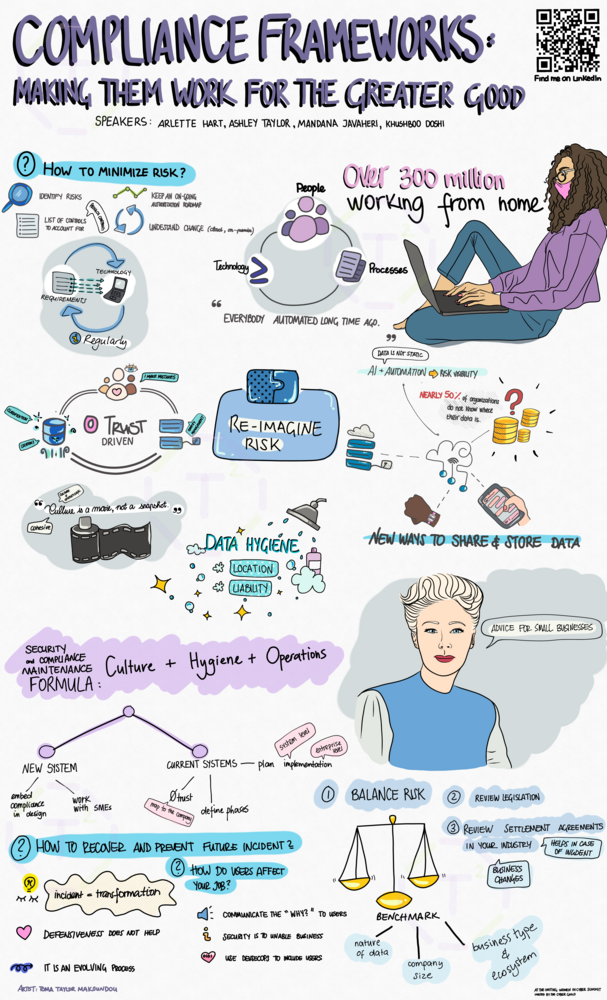 COMPLIANCE FRAMEWORKS:
MAKING THEM WORK FOR THE GREATER GOOD
Find me on LinkedIn
SPEAKERS: ARLETTE HART, ASHLEY TAYLOR, MANDANA JAVAHERI, KHUSHBOO DOSHI
? HOW TO MINIMIZE RISK?
IDENTIFY RISKS
KEEP AN ON-GOING
AUTHORIZATION ROADMAP
LIST OF CONTROLS
TO ACCOUNT FOR
UNDERSTAND CHANGE (cloud, on-premis)
TECHNOLOGY
REQUIREMENTS
Regularly
People
Technology
Processes
Over 300 million
working from home
"EVERYBODY AUTOMATED LONG TIME AGO."
DATA IS NOT STATIC
AI + AUTOMATION RISK VISIBILITY
NEARLY 50% of organizations
do not know where
their data is.
?
I MAKE MISTAKES
0 TRUST
DRIVEN
RE-IMAGINE
RISK
"Culture is a movie, not a snapshot."
cohesive
DATA HYGIENE
LOCATION
LIABILITY
NEW WAYS TO SHARE & STORE DATA
ADVICE FOR SMALL BUSINESSES
SECURITY
and COMPLIANCE
MAINTENANCE
FORMULA: Culture + Hygiene + Operations
NEW SYSTEM
embed
compliance
in design
WORK
with SMEs
CURRENT SYSTEMS — plan implementation
system level
enterprise
level
0 trust
map to the company
define phases
1 BALANCE RISK
2 REVIEW LEGISLATION
3 REVIEW SETTLEMENT AGREEMENTS
IN YOUR INDUSTRY
HELPS IN CASE
OF INCIDENT
BUSINESS
CHANGES
BENCHMARK
nature
of data
company
size
business type
& ecosystem
? HOW TO RECOVER AND PREVENT FUTURE INCIDENT?
incident = transformation
DEFENSIVENESS DOES NOT HELP
IT IS AN EVOLVING PROCESS
? HOW DO USERS AFFECT
YOUR JOB?
COMMUNICATE THE "WHY?" TO USERS
SECURITY IS TO UNABLE BUSINESS
USE DEVSECOPS TO INCLUDE USERS